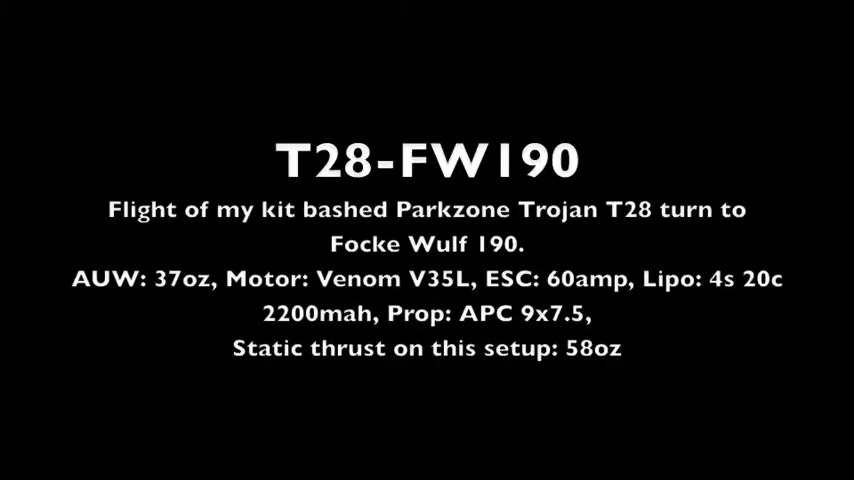 T28-FW190
Flight of my kit bashed Parkzone Trojan T28 turn to
Focke Wulf 190.
AUW: 37oz, Motor: Venom V35L, ESC: 60amp, Lipo: 4s 20c
2200mah, Prop: APC 9x7.5,
Static thrust on this setup: 58oz